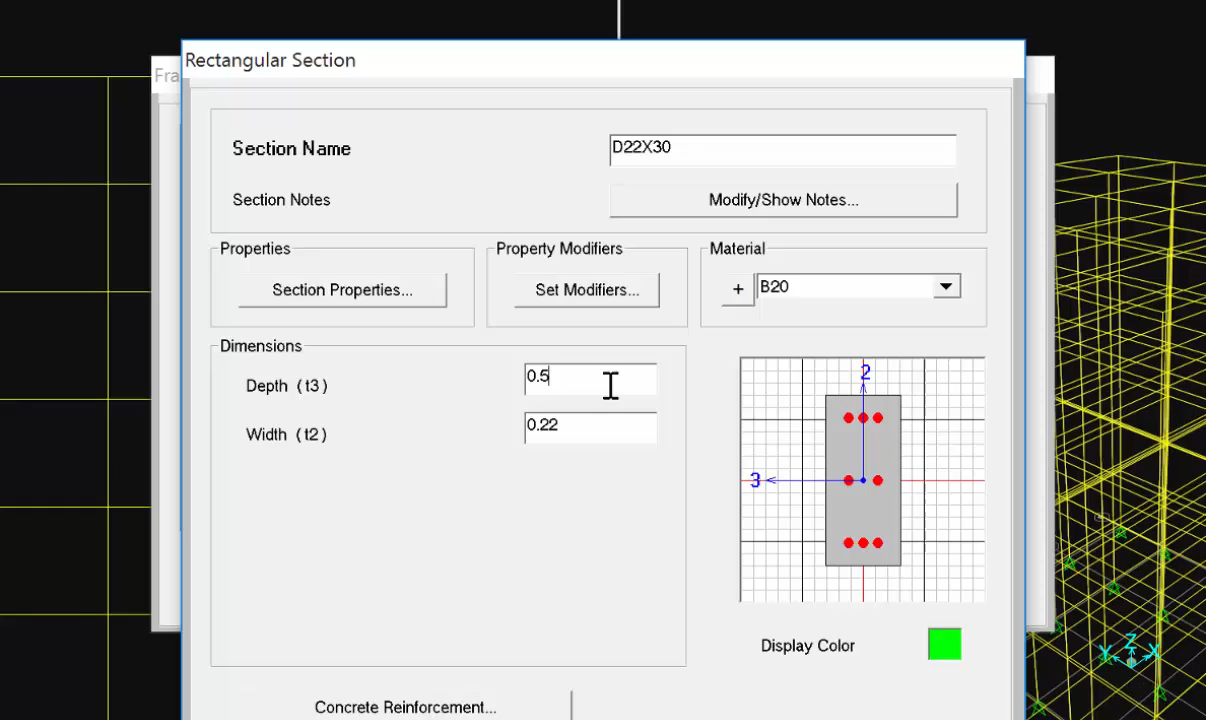 Rectangular Section
Fra
Section Name
D22X30
Section Notes
Modify/Show Notes...
Properties
Property Modifiers
Material
Section Properties...
Set Modifiers...
+
B20
Dimensions
Depth (t3)
0.5
Width (t2)
0.22
2
3
Display Color
Concrete Reinforcement...
Z
Y
X